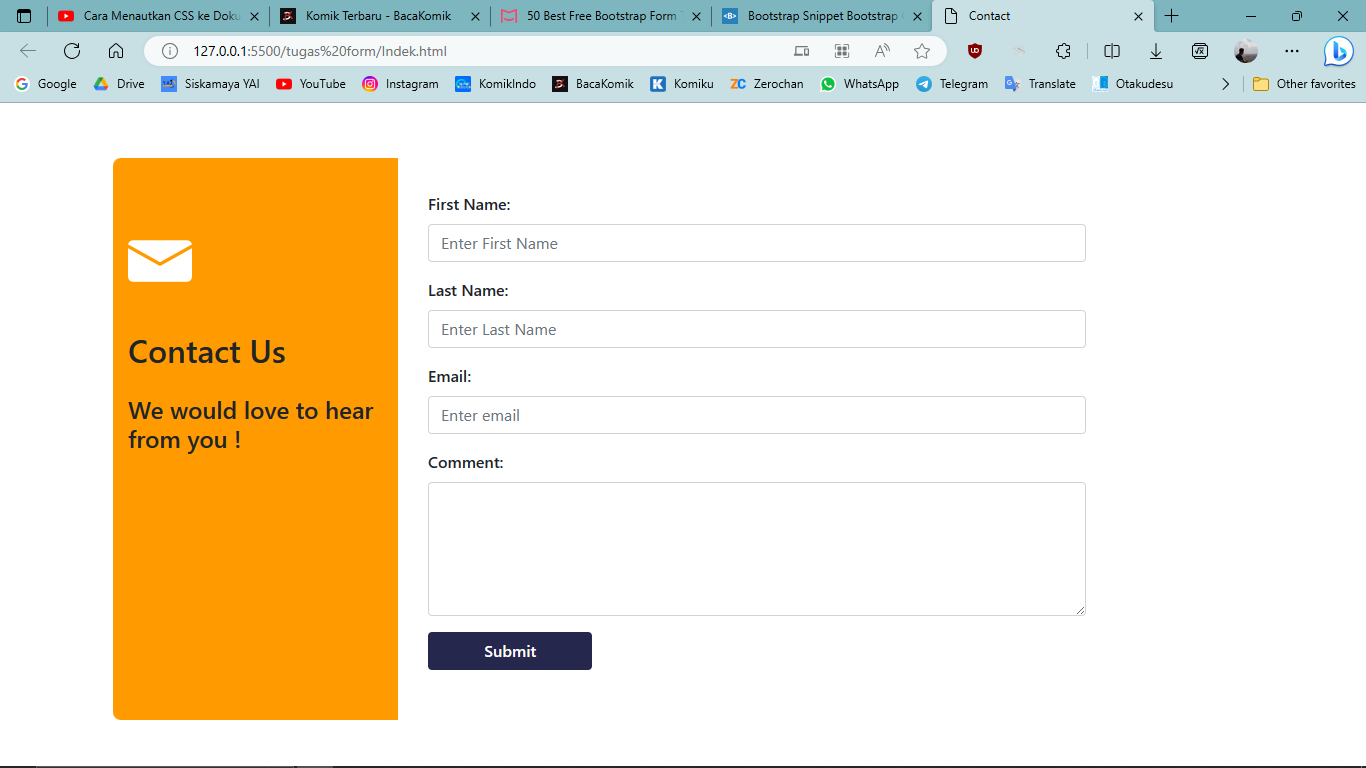 Cara Menautkan CSS ke Doku
Komik Terbaru - BacaKomik
50 Best Free Bootstrap Form
Bootstrap Snippet Bootstrap
Contact
127.0.0.1:5500/tugas%20form/Indek.html
Google
Drive
Siskamaya YAI
YouTube
Instagram
KomikIndo
BacaKomik
Komiku
Zerochan
WhatsApp
Telegram
Translate
Otakudesu
Other favorites
First Name:
Enter First Name
Last Name:
Enter Last Name
Email:
Enter email
Comment:
Submit
Contact Us
We would love to hear
from you !